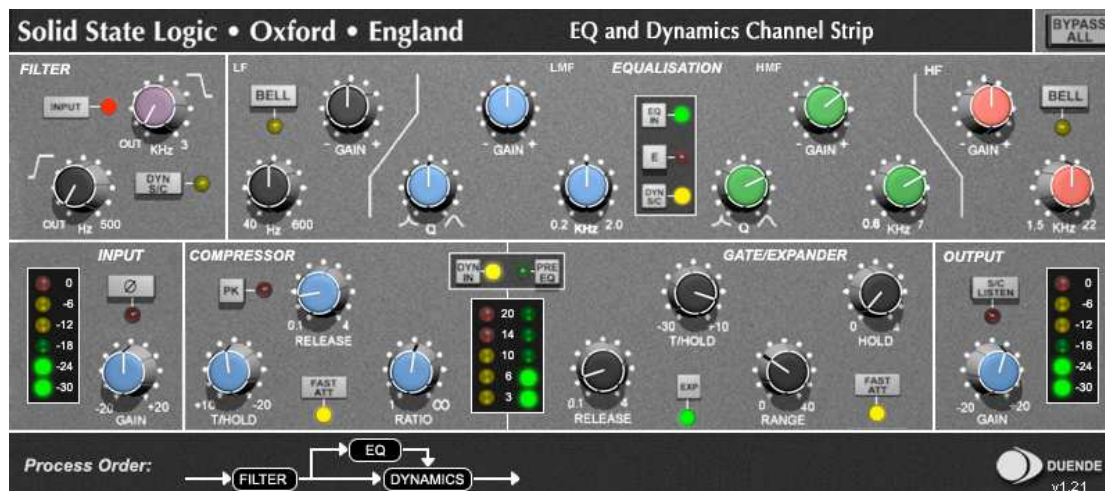 Solid State Logic • Oxford • England
EQ and Dynamics Channel Strip
BYPASS
ALL
FILTER
INPUT
OUT KHz 3
DYN
S/C
OUT Hz 500
LF
BELL
- GAIN +
40 Hz 600
LMF
- GAIN +
Q
0.2 KHz 2.0
EQUALISATION
EQ
IN
E
DYN
S/C
HMF
- GAIN +
Q
0.6 KHz 7
HF
- GAIN +
BELL
1.5 KHz 22
INPUT
0
-6
-12
-18
-24
-30
Ø
-20 GAIN +20
COMPRESSOR
PK
0.1 4
RELEASE
+10 -20
T/HOLD
FAST
ATT
1 ∞
RATIO
DYN
IN
PRE
EQ
20
14
10
6
3
GATE/EXPANDER
-30 +10
T/HOLD
0 4
HOLD
0.1 4
RELEASE
EXP
0 40
RANGE
FAST
ATT
OUTPUT
S/C
LISTEN
-20 -20
GAIN
0
-6
-12
-18
-24
-30
Process Order:
FILTER
EQ
DYNAMICS
DUENDE
v1.21